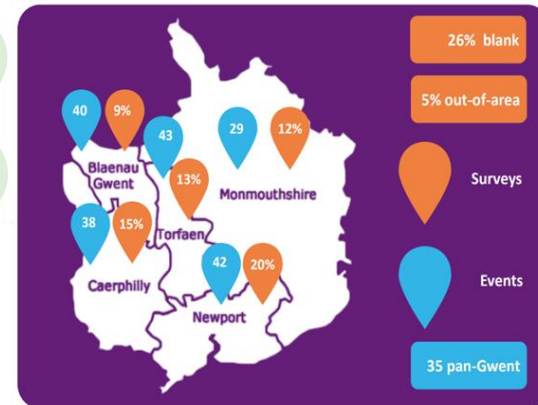 26% blank
5% out-of-area
40
9%
43
29
12%
Blaenau
Gwent
13%
Monmouthshire
Surveys
38
15%
Torfaen
42
20%
Caerphilly
Events
Newport
35 pan-Gwent